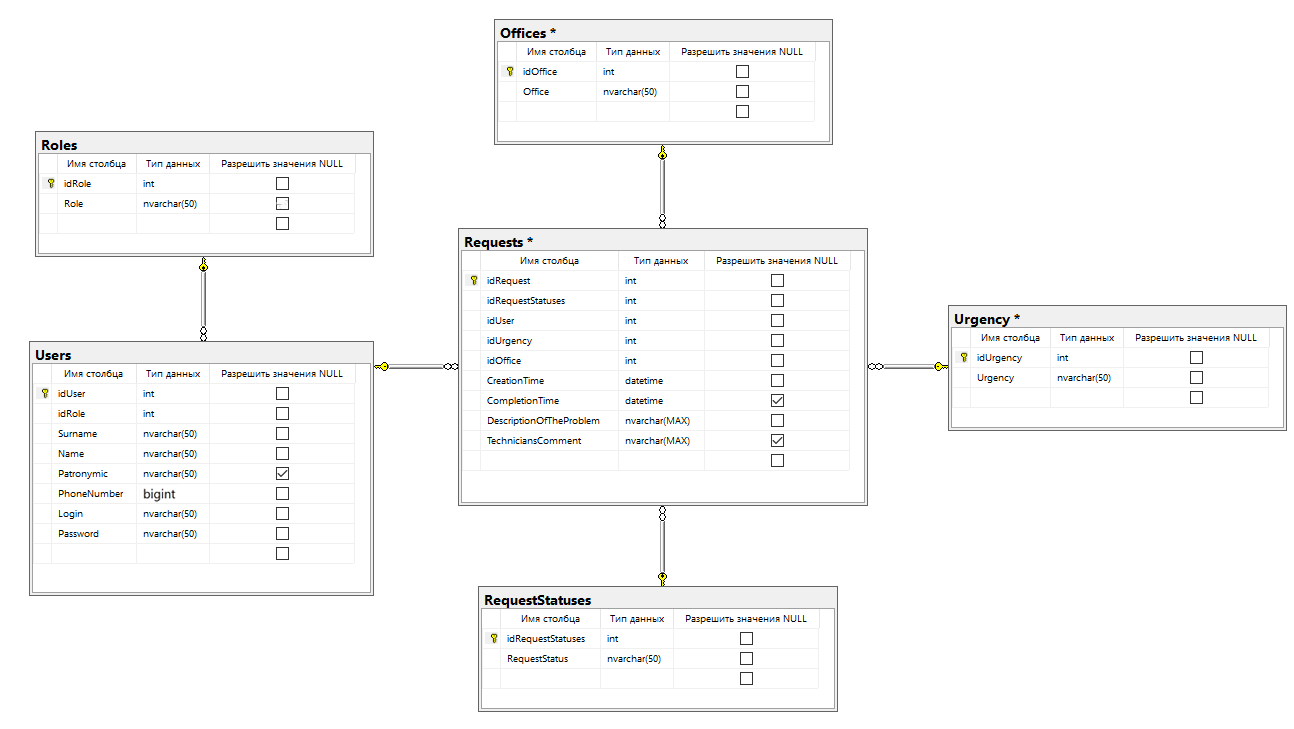 Offices *
Имя столбца Тип данных Разрешить значения NULL
idOffice int
Office nvarchar(50)
Roles
Имя столбца Тип данных Разрешить значения NULL
idRole int
Role nvarchar(50)
Requests *
Имя столбца Тип данных Разрешить значения NULL
idRequest int
idRequestStatuses int
idUser int
idUrgency int
idOffice int
CreationTime datetime
CompletionTime datetime
DescriptionOfTheProblem nvarchar(MAX)
TechniciansComment nvarchar(MAX)
Urgency *
Имя столбца Тип данных Разрешить значения NULL
idUrgency int
Urgency nvarchar(50)
Users
Имя столбца Тип данных Разрешить значения NULL
idUser int
idRole int
Surname nvarchar(50)
Name nvarchar(50)
Patronymic nvarchar(50)
PhoneNumber bigint
Login nvarchar(50)
Password nvarchar(50)
RequestStatuses
Имя столбца Тип данных Разрешить значения NULL
idRequestStatuses int
RequestStatus nvarchar(50)